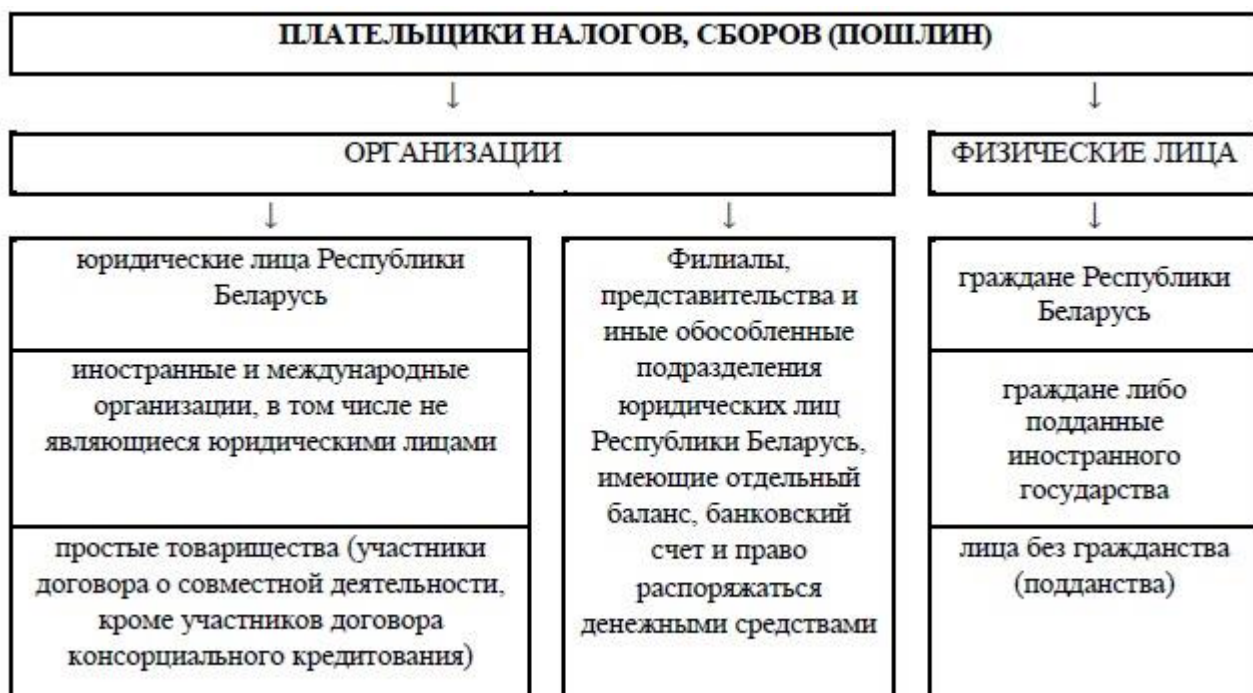 ПЛАТЕЛЬЩИКИ НАЛОГОВ, СБОРОВ (ПОШЛИН)
↓
↓
ОРГАНИЗАЦИИ
ФИЗИЧЕСКИЕ ЛИЦА
↓
↓
↓
юридические лица Республики
Беларусь
иностранные и международные
организации, в том числе не
являющиеся юридическими лицами
простые товарищества (участники
договора о совместной деятельности,
кроме участников договора
консорциального кредитования)
Филиалы,
представительства и
иные обособленные
подразделения
юридических лиц
Республики Беларусь,
имеющие отдельный
баланс, банковский
счет и право
распоряжаться
денежными средствами
граждане Республики
Беларусь
граждане либо
подданные
иностранного
государства
лица без гражданства
(подданства)